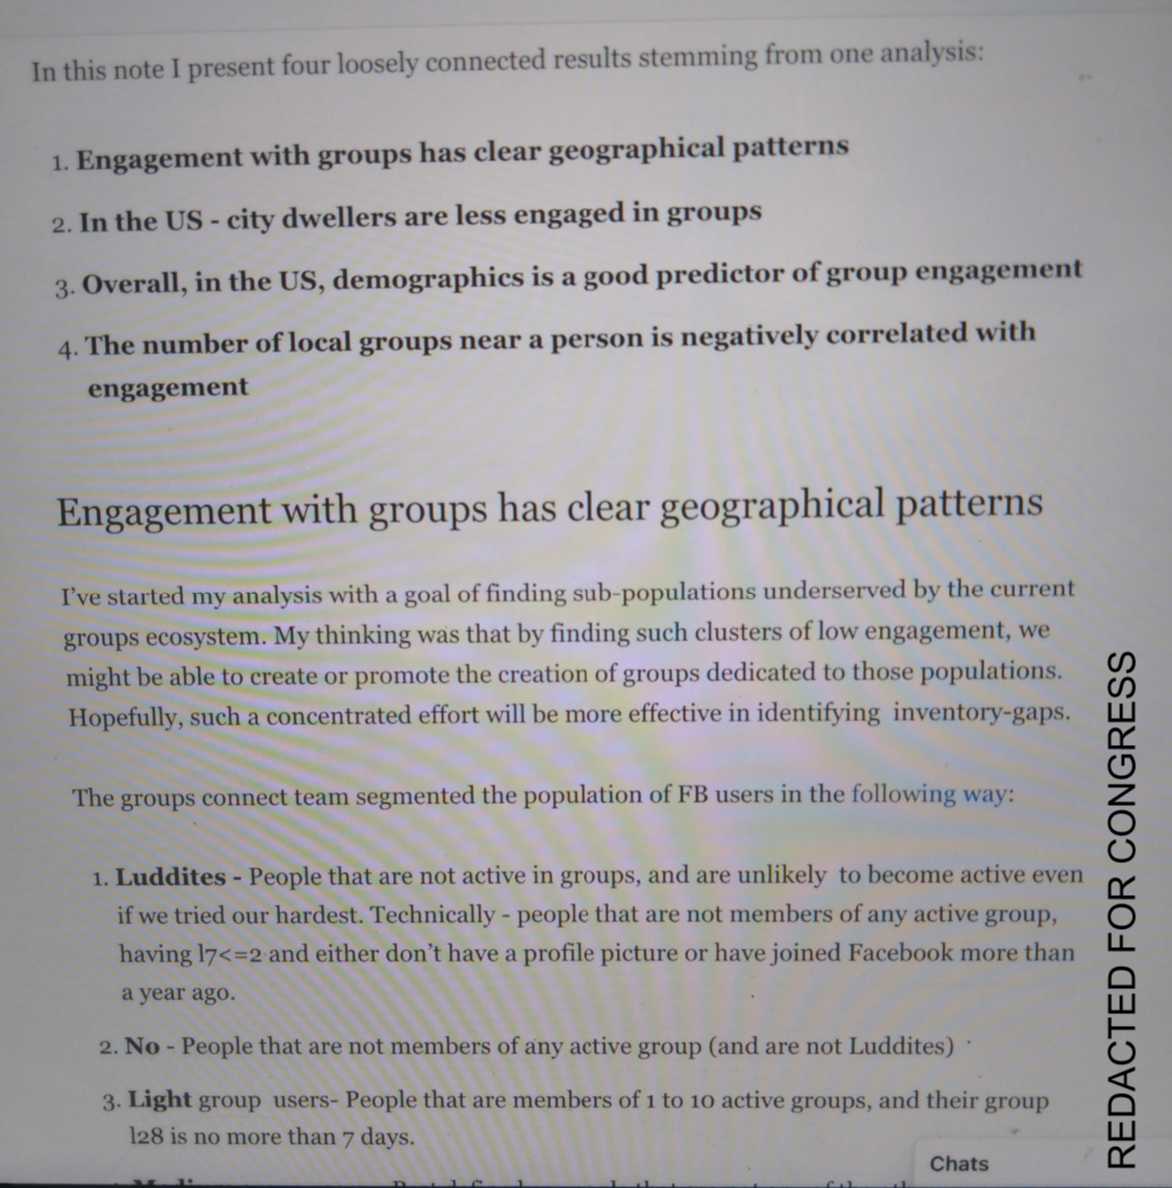 In this note I present four loosely connected results stemming from one analysis:
1. Engagement with groups has clear geographical patterns
2. In the US - city dwellers are less engaged in groups
3. Overall, in the US, demographics is a good predictor of group engagement
4. The number of local groups near a person is negatively correlated with
engagement
Engagement with groups has clear geographical patterns
I've started my analysis with a goal of finding sub-populations underserved by the current
groups ecosystem. My thinking was that by finding such clusters of low engagement, we
might be able to create or promote the creation of groups dedicated to those populations.
Hopefully, such a concentrated effort will be more effective in identifying inventory-gaps.
The groups connect team segmented the population of FB users in the following way:
1. Luddites - People that are not active in groups, and are unlikely to become active even
if we tried our hardest. Technically - people that are not members of any active group,
having l7<=2 and either don't have a profile picture or have joined Facebook more than
a year ago.
2. No - People that are not members of any active group (and are not Luddites)
3. Light group users- People that are members of 1 to 10 active groups, and their group
l28 is no more than 7 days.
Chats
REDACTED FOR CONGRESS